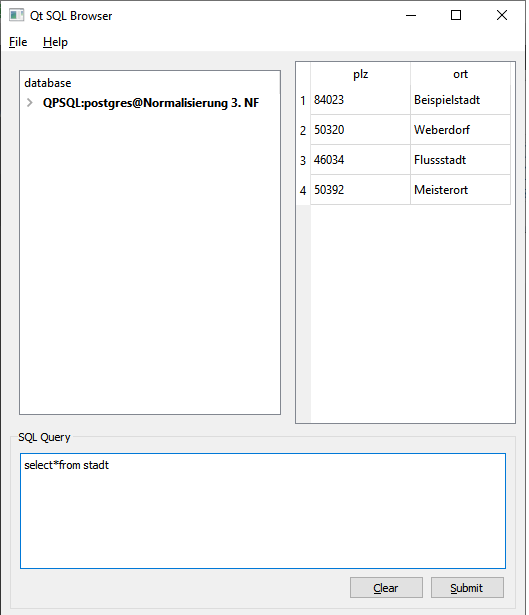 Qt SQL Browser
File Help
database
QPSQL:postgres@Normalisierung 3. NF
plz ort
1 84023 Beispielstadt
2 50320 Weberdorf
3 46034 Flussstadt
4 50392 Meisterort
SQL Query
select*from stadt
Clear Submit